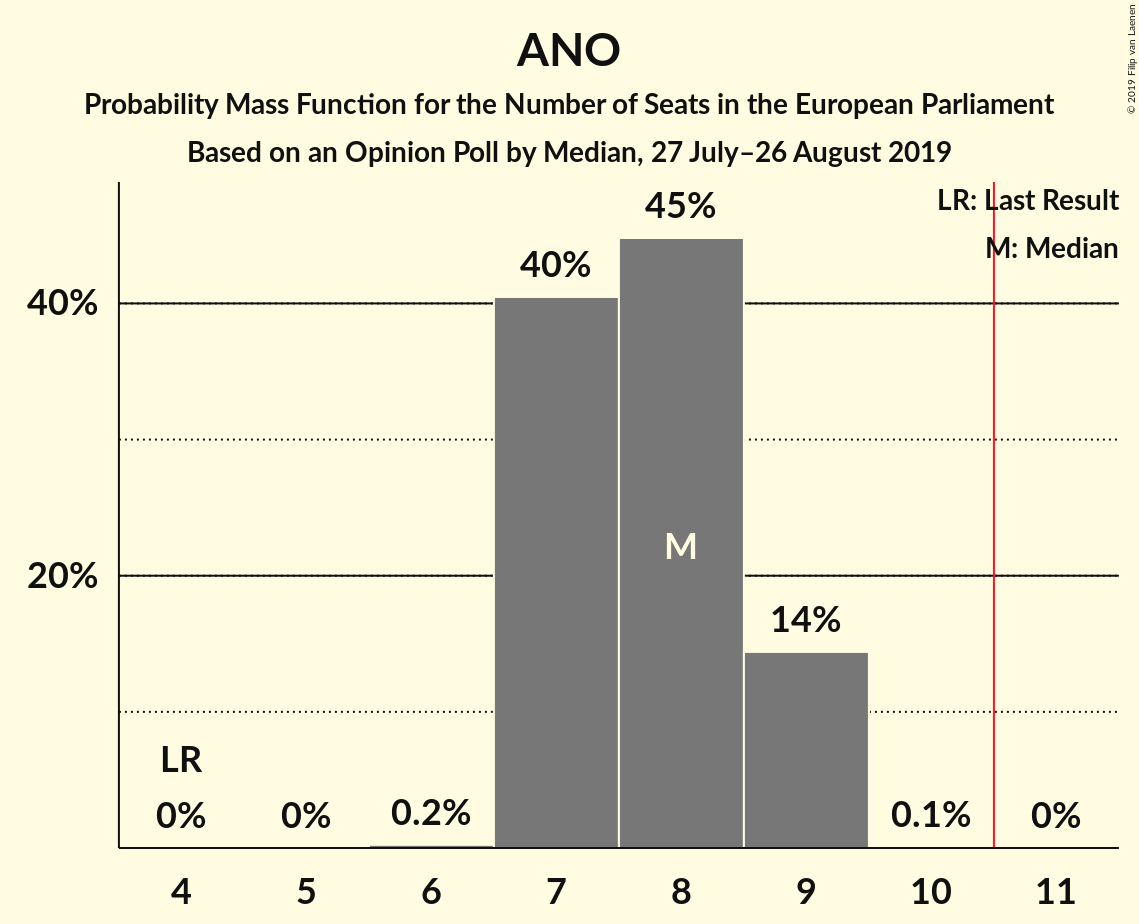 ANO
Probability Mass Function for the Number of Seats in the European Parliament
Based on an Opinion Poll by Median, 27 July–26 August 2019
© 2019 Filip van Laenen
LR: Last Result
M: Median
45%
40%
40%
M
20%
14%
LR
0%
0%
0.2%
0.1%
0%
4
5
6
7
8
9
10
11